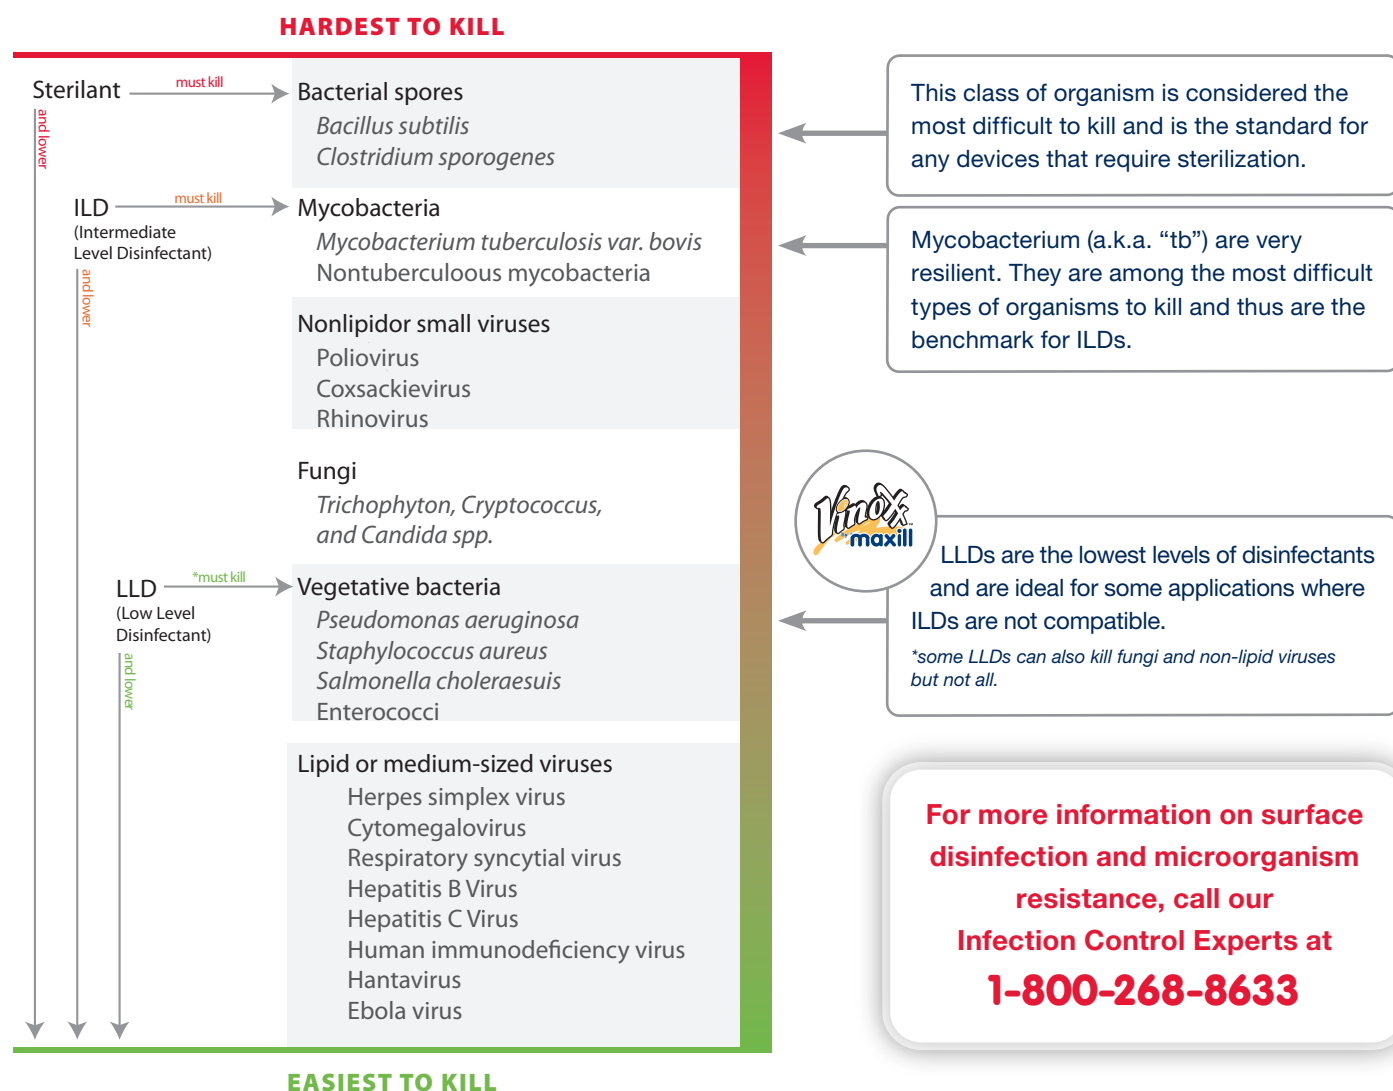 HARDEST TO KILL
Sterilant
must kill
and lower
Bacterial spores
Bacillus subtilis
Clostridium sporogenes
This class of organism is considered the
most difficult to kill and is the standard for
any devices that require sterilization.
ILD
(Intermediate
Level Disinfectant)
must kill
and lower
Mycobacteria
Mycobacterium tuberculosis var. bovis
Nontuberculoous mycobacteria
Mycobacterium (a.k.a. “tb”) are very
resilient. They are among the most difficult
types of organisms to kill and thus are the
benchmark for ILDs.
Nonlipidor small viruses
Poliovirus
Coxsackievirus
Rhinovirus
Fungi
Trichophyton, Cryptococcus,
and Candida spp.
LLD
(Low Level
Disinfectant)
*must kill
and lower
Vegetative bacteria
Pseudomonas aeruginosa
Staphylococcus aureus
Salmonella choleraesuis
Enterococci
Vinoxx™
by maxill
LLDs are the lowest levels of disinfectants
and are ideal for some applications where
ILDs are not compatible.
*some LLDs can also kill fungi and non-lipid viruses
but not all.
Lipid or medium-sized viruses
Herpes simplex virus
Cytomegalovirus
Respiratory syncytial virus
Hepatitis B Virus
Hepatitis C Virus
Human immunodeficiency virus
Hantavirus
Ebola virus
For more information on surface
disinfection and microorganism
resistance, call our
Infection Control Experts at
1-800-268-8633
EASIEST TO KILL